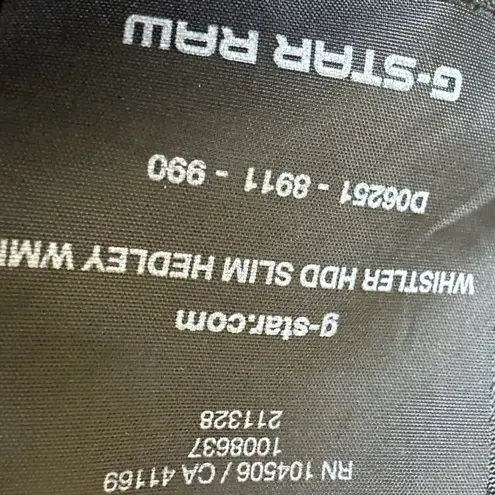 RN 104506 / CA 41169
1008637
211328
g-star.com
WHISTLER HDD SLIM HEDLEY
D06251 - 8911 - 990
G-STAR RAW